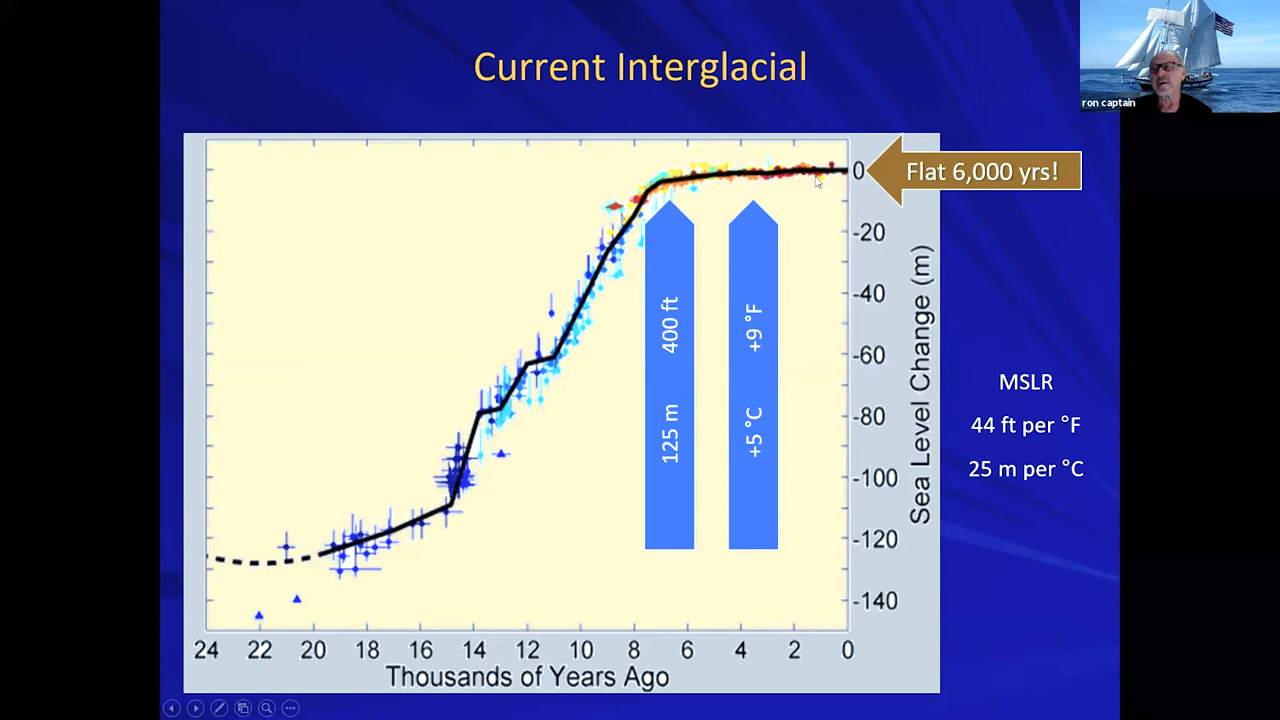 Current Interglacial
ron captain
Flat 6,000 yrs!
0
-20
-40
-60
-80
-100
-120
-140
Sea Level Change (m)
125 m 400 ft
+5 °C +9 °F
MSLR
44 ft per °F
25 m per °C
24 22 20 18 16 14 12 10 8 6 4 2 0
Thousands of Years Ago